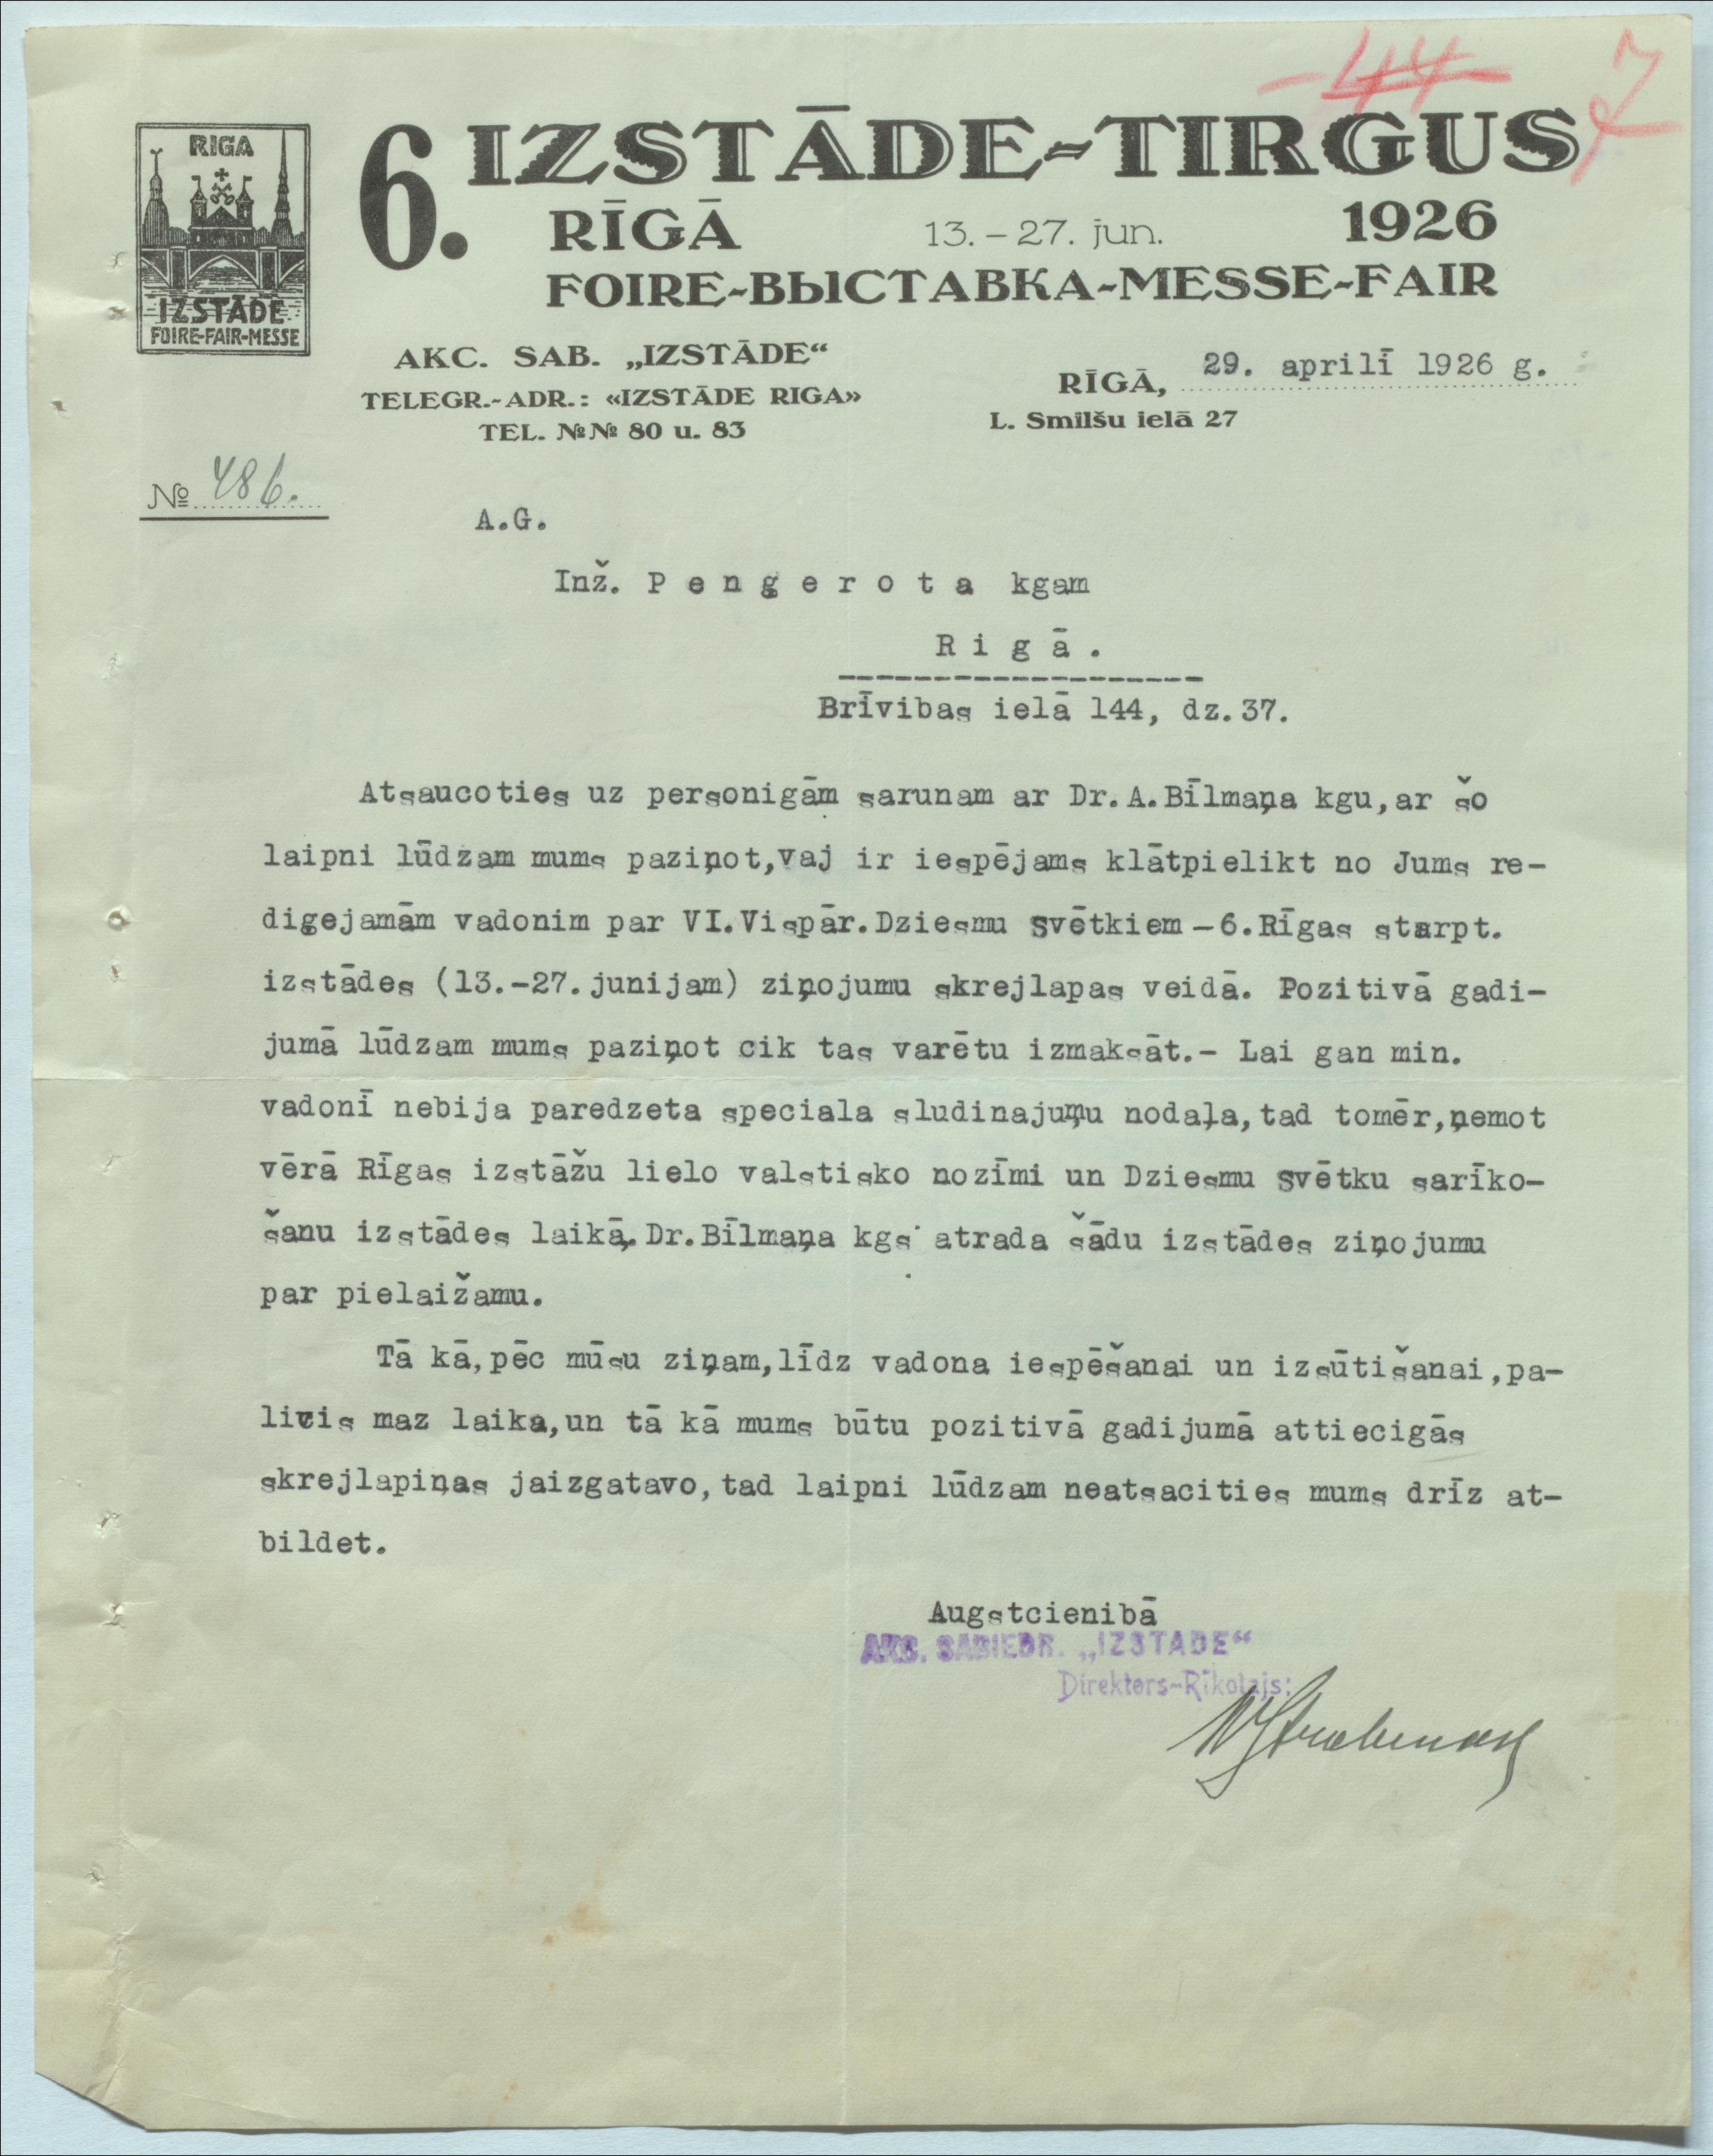 44 7
RIGA
IZSTĀDE
FOIRE-FAIR-MESSE
6. IZSTĀDE-TIRGUS
RĪGĀ 13.–27. jun. 1926
FOIRE-ВЫСТАВКА-MESSE-FAIR
AKC. SAB. „IZSTĀDE“
TELEGR.-ADR.: «IZSTĀDE RIGA»
TEL. №№ 80 u. 83
RĪGĀ, 29. aprilī 1926 g.
L. Smilšu ielā 27
№ 486.
A.G.
Inž. Penģerota kgam
Rigā.
Brīvibas ielā 144, dz.37.
Atsaucoties uz personigām sarunam ar Dr.A.Bīlmaņa kgu,ar šo
laipni lūdzam mums paziņot,vaj ir iespējams klātpielikt no Jums re-
diģejamām vadonim par VI.Vispār.Dziesmu Svētkiem –6.Rīgas starpt.
izstādes (13.-27.junijam) ziņojumu skrejlapas veidā. Pozitivā gadi-
jumā lūdzam mums paziņot cik tas varētu izmaksāt.- Lai gan min.
vadonī nebija paredzeta speciala sludinajuņu nodaļa,tad tomēr,ņemot
vērā Rīgas izstāžu lielo valstisko nozīmi un Dziesmu Svētku sarīko-
šanu izstādes laikā, Dr.Bīlmaņa kgs atrada šādu izstādes ziņojumu
par pielaižamu.
Tā kā,pēc mūsu ziņam,līdz vadona iespēšanai un izsūtišanai,pa-
licis maz laika,un tā kā mums būtu pozitivā gadijumā attiecigās
skrejlapiņas jaizgatavo,tad laipni lūdzam neatsacities mums drīz at-
bildet.
Augstcienibā
AKC. SABIEDR. „IZSTĀDE“
Direktors-Rīkotajs: